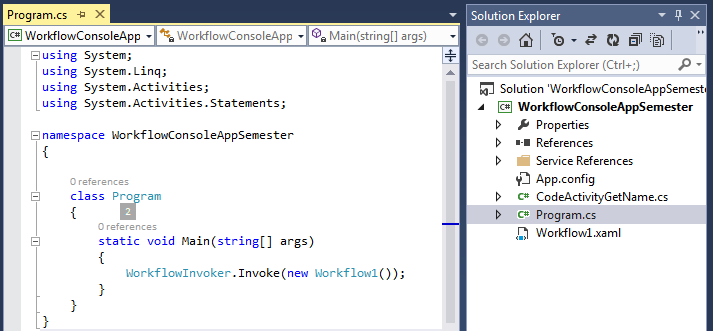 Program.cs
WorkflowConsoleApp
WorkflowConsoleApp
Main(string[] args)
using System;
using System.Linq;
using System.Activities;
using System.Activities.Statements;
namespace WorkflowConsoleAppSemester
{
0 references
class Program
{
2
0 references
static void Main(string[] args)
{
WorkflowInvoker.Invoke(new Workflow1());
}
}
}
Solution Explorer
Search Solution Explorer (Ctrl+;)
Solution 'WorkflowConsoleAppSemester
C# WorkflowConsoleAppSemester
Properties
References
Service References
App.config
C# CodeActivityGetName.cs
C# Program.cs
Workflow1.xaml